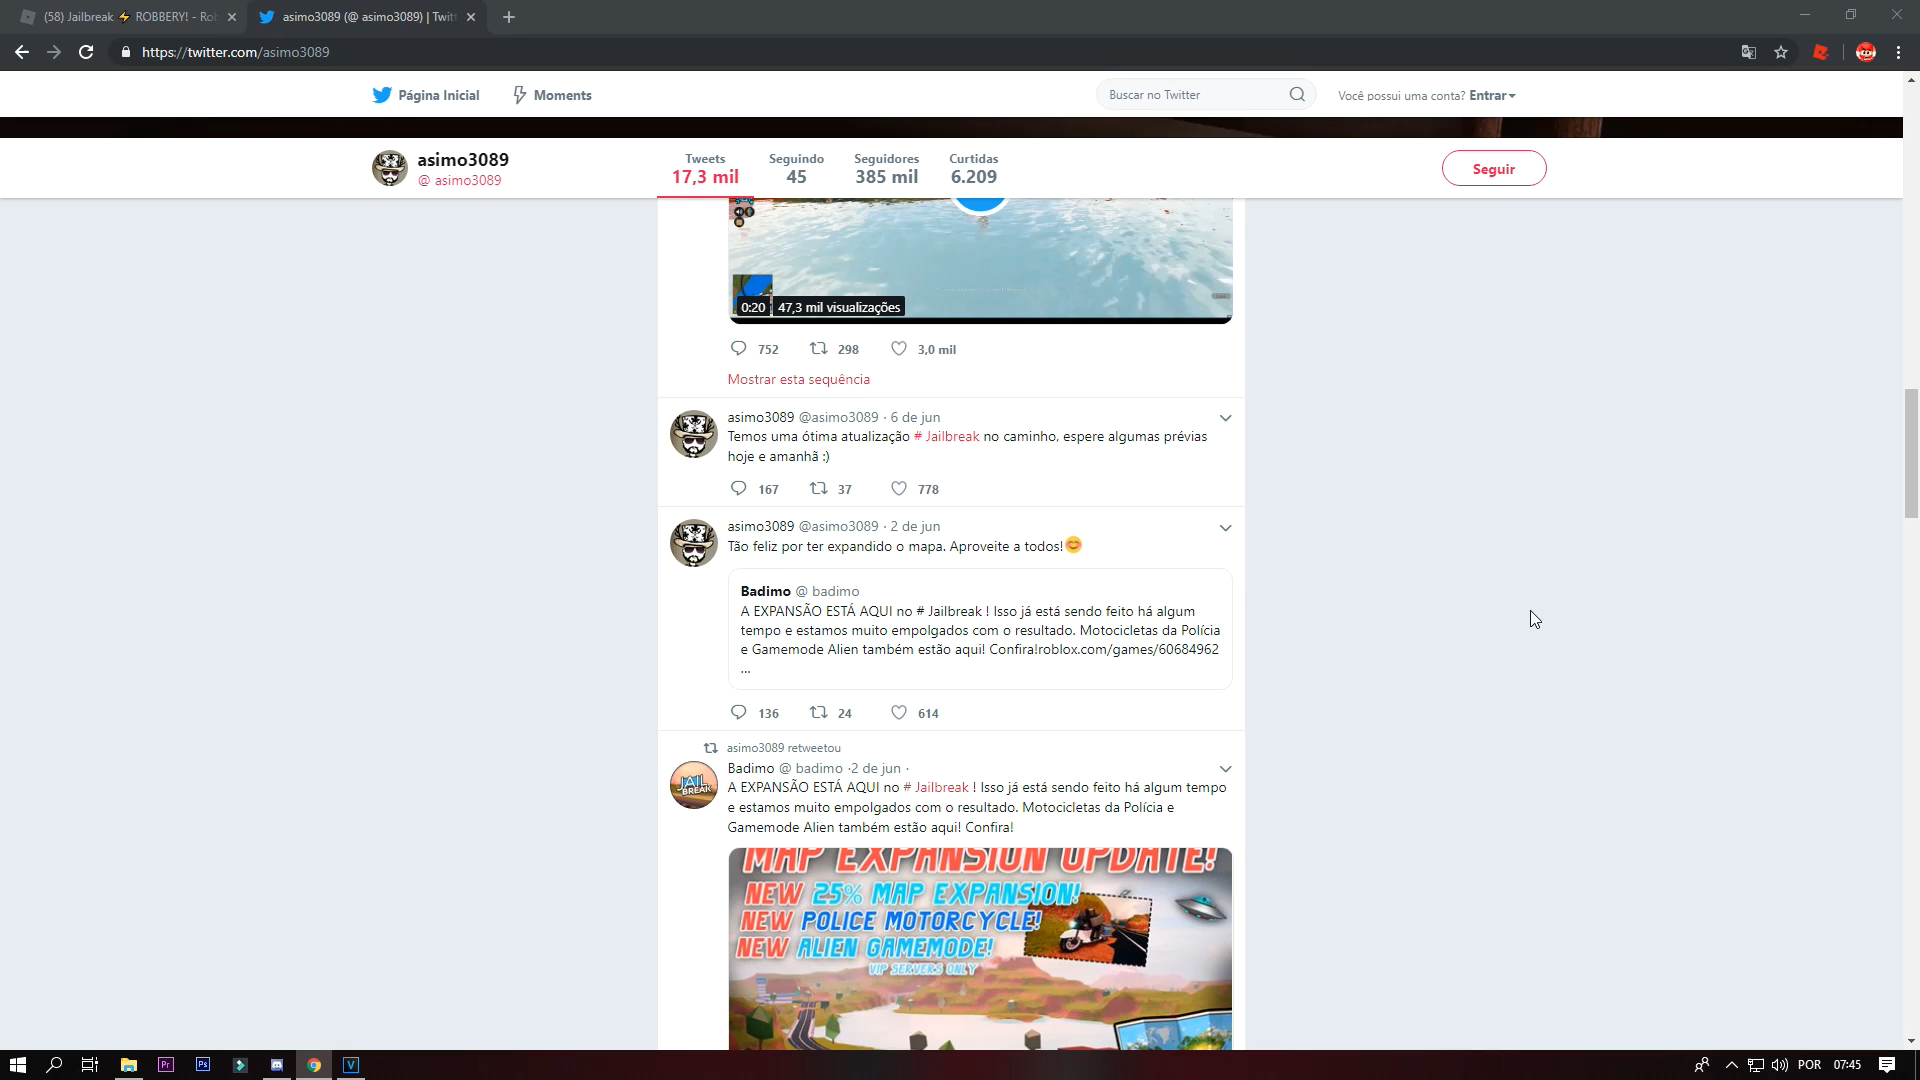 (58) Jailbreak ⚡ ROBBERY! - Ro
asimo3089 (@ asimo3089) | Twitt
https://twitter.com/asimo3089
Página Inicial
Moments
Buscar no Twitter
Você possui uma conta? Entrar
asimo3089
@ asimo3089
Tweets
17,3 mil
Seguindo
45
Seguidores
385 mil
Curtidas
6.209
Seguir
0:20
47,3 mil visualizações
752
298
3,0 mil
Mostrar esta sequência
asimo3089 @asimo3089 · 6 de jun
Temos uma ótima atualização # Jailbreak no caminho, espere algumas prévias
hoje e amanhã :)
167
37
778
asimo3089 @asimo3089 · 2 de jun
Tão feliz por ter expandido o mapa. Aproveite a todos!😊
Badimo @ badimo
A EXPANSÃO ESTÁ AQUI no # Jailbreak ! Isso já está sendo feito há algum
tempo e estamos muito empolgados com o resultado. Motocicletas da Polícia
e Gamemode Alien também estão aqui! Confira!roblox.com/games/60684962
...
136
24
614
asimo3089 retweetou
Badimo @ badimo ·2 de jun ·
JAIL
BREAK
A EXPANSÃO ESTÁ AQUI no # Jailbreak ! Isso já está sendo feito há algum tempo
e estamos muito empolgados com o resultado. Motocicletas da Polícia e
Gamemode Alien também estão aqui! Confira!
MAP EXPANSION UPDATE!
NEW 25% MAP EXPANSION!
NEW POLICE MOTORCYCLE!
NEW ALIEN GAMEMODE!
VIP SERVERS ONLY
Pr
Ps
V
POR
07:45